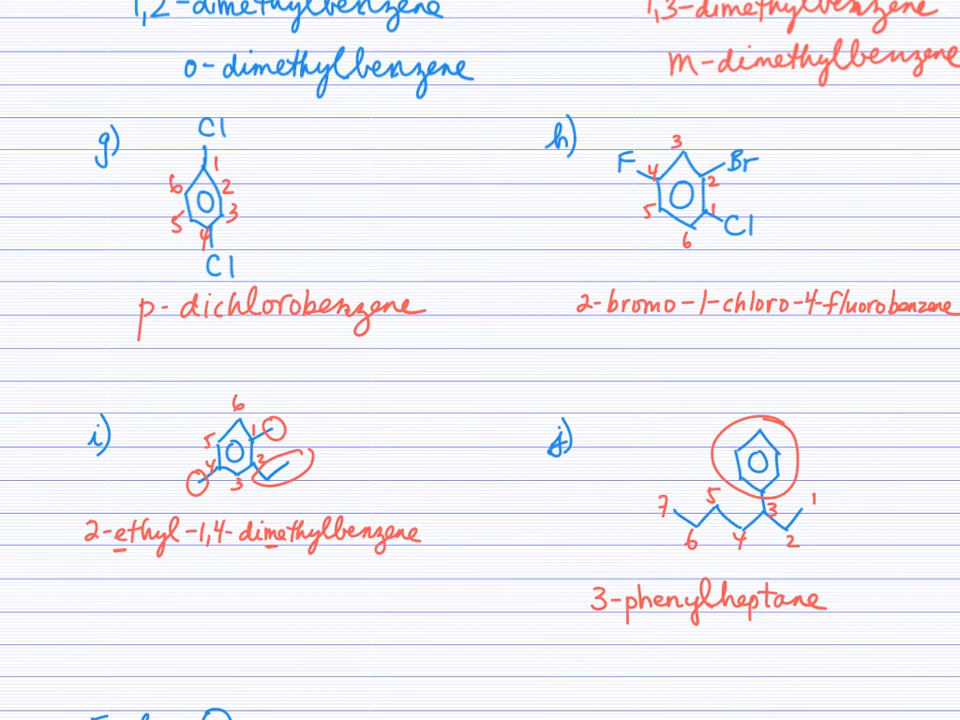 1,2-dimethylbenzene
1,3-dimethylbenzene
o-dimethylbenzene
m-dimethylbenzene
g)
Cl
1
6 2
5 3
4
Cl
p-dichlorobenzene
h)
3
F 4 Br
2
5 1 Cl
6
2-bromo-1-chloro-4-fluorobenzene
i)
6
5 1
4 2
3
2-ethyl-1,4-dimethylbenzene
j)
7 5 3 1
6 4 2
3-phenylheptane